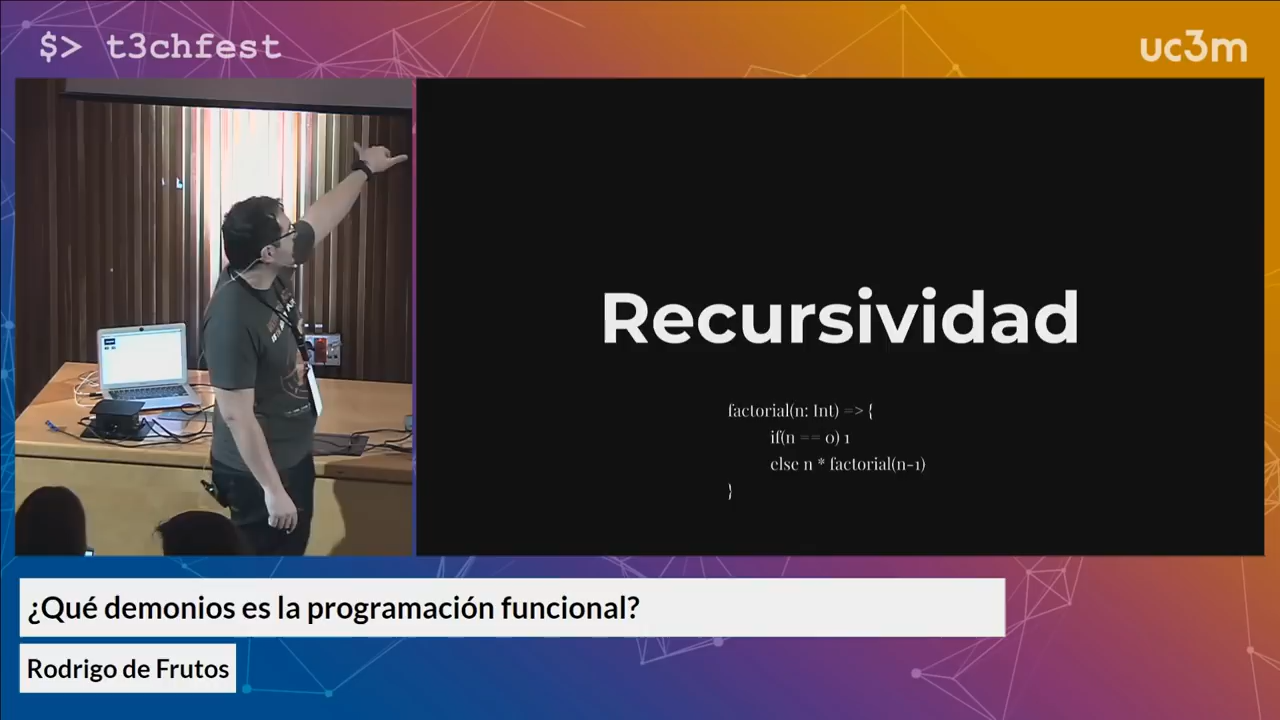 $> t3chfest
uc3m
Recursividad
factorial(n: Int) => {
if(n == 0) 1
else n * factorial(n-1)
}
¿Qué demonios es la programación funcional?
Rodrigo de Frutos